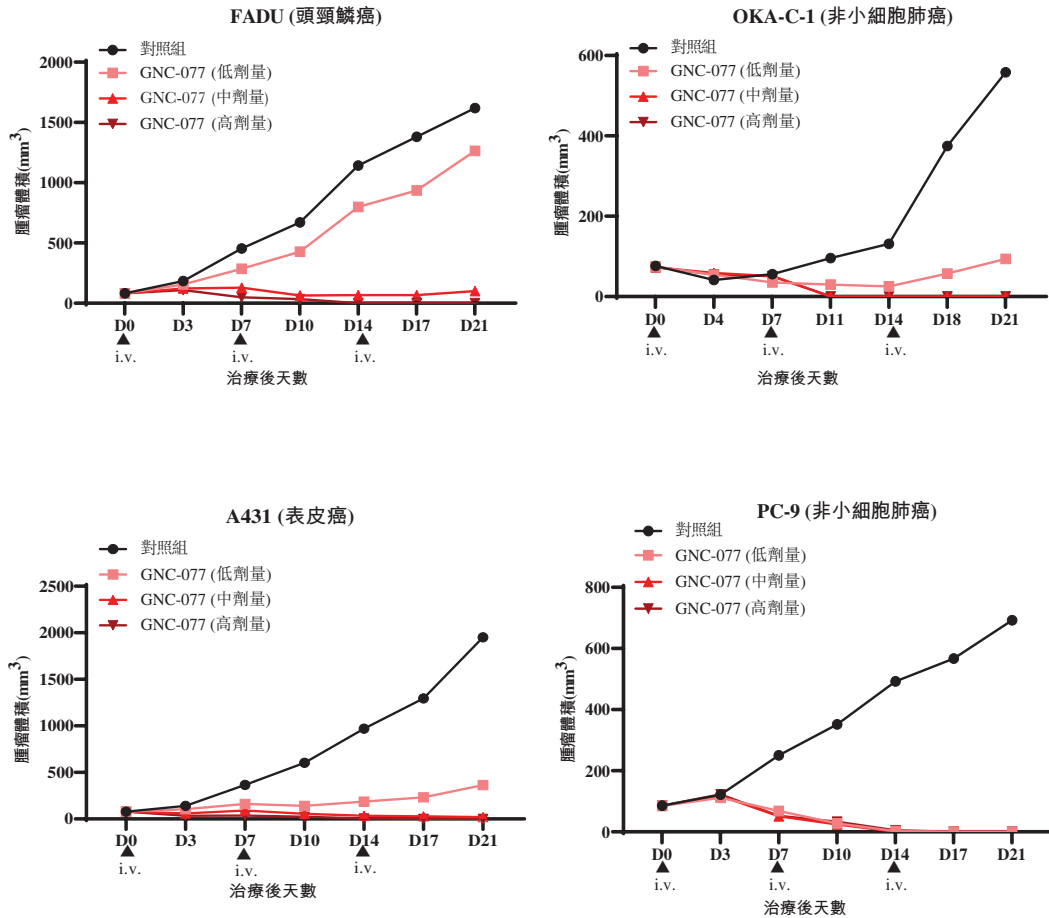 FADU (頭頸鱗癌)
對照組
GNC-077 (低劑量)
GNC-077 (中劑量)
GNC-077 (高劑量)
腫瘤體積(mm³)
2000
1500
1000
500
0
D0 D3 D7 D10 D14 D17 D21
▲ ▲ ▲
i.v. i.v. i.v.
治療後天數
OKA-C-1 (非小細胞肺癌)
對照組
GNC-077 (低劑量)
GNC-077 (中劑量)
GNC-077 (高劑量)
腫瘤體積(mm³)
600
400
200
0
D0 D4 D7 D11 D14 D18 D21
▲ ▲ ▲
i.v. i.v. i.v.
治療後天數
A431 (表皮癌)
對照組
GNC-077 (低劑量)
GNC-077 (中劑量)
GNC-077 (高劑量)
腫瘤體積(mm³)
2500
2000
1500
1000
500
0
D0 D3 D7 D10 D14 D17 D21
▲ ▲ ▲
i.v. i.v. i.v.
治療後天數
PC-9 (非小細胞肺癌)
對照組
GNC-077 (低劑量)
GNC-077 (中劑量)
GNC-077 (高劑量)
腫瘤體積(mm³)
800
600
400
200
0
D0 D3 D7 D10 D14 D17 D21
▲ ▲ ▲
i.v. i.v. i.v.
治療後天數